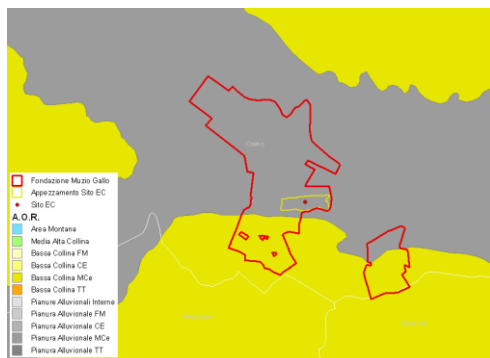 Fondazione Muzio Gallo
Appezzamento Sito EC
Sito EC
A.O.R.
Area Montana
Media Alta Collina
Bassa Collina FM
Bassa Collina CE
Bassa Collina MCe
Bassa Collina TT
Pianure Alluvionali Interne
Pianura Alluvionale FM
Pianura Alluvionale CE
Pianura Alluvionale MCe
Pianura Alluvionale TT